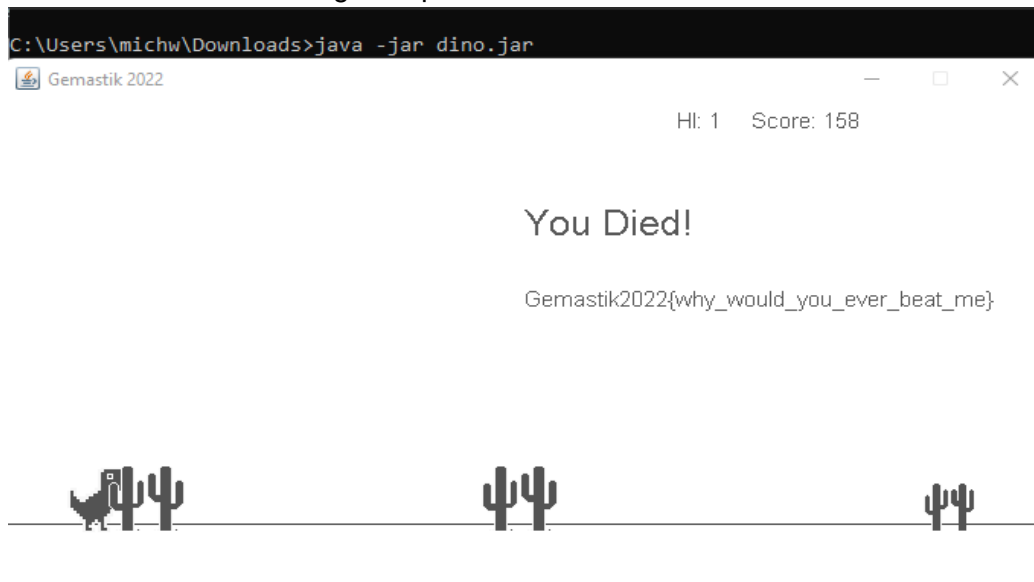 C:\Users\michw\Downloads>java -jar dino.jar
Gemastik 2022
HI: 1 Score: 158
You Died!
Gemastik2022{why_would_you_ever_beat_me}